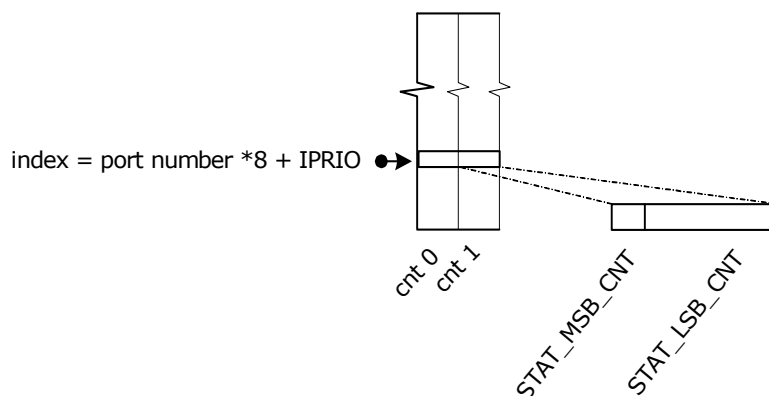 index = port number *8 + IPRIO
cnt 0
cnt 1
STAT_MSB_CNT
STAT_LSB_CNT